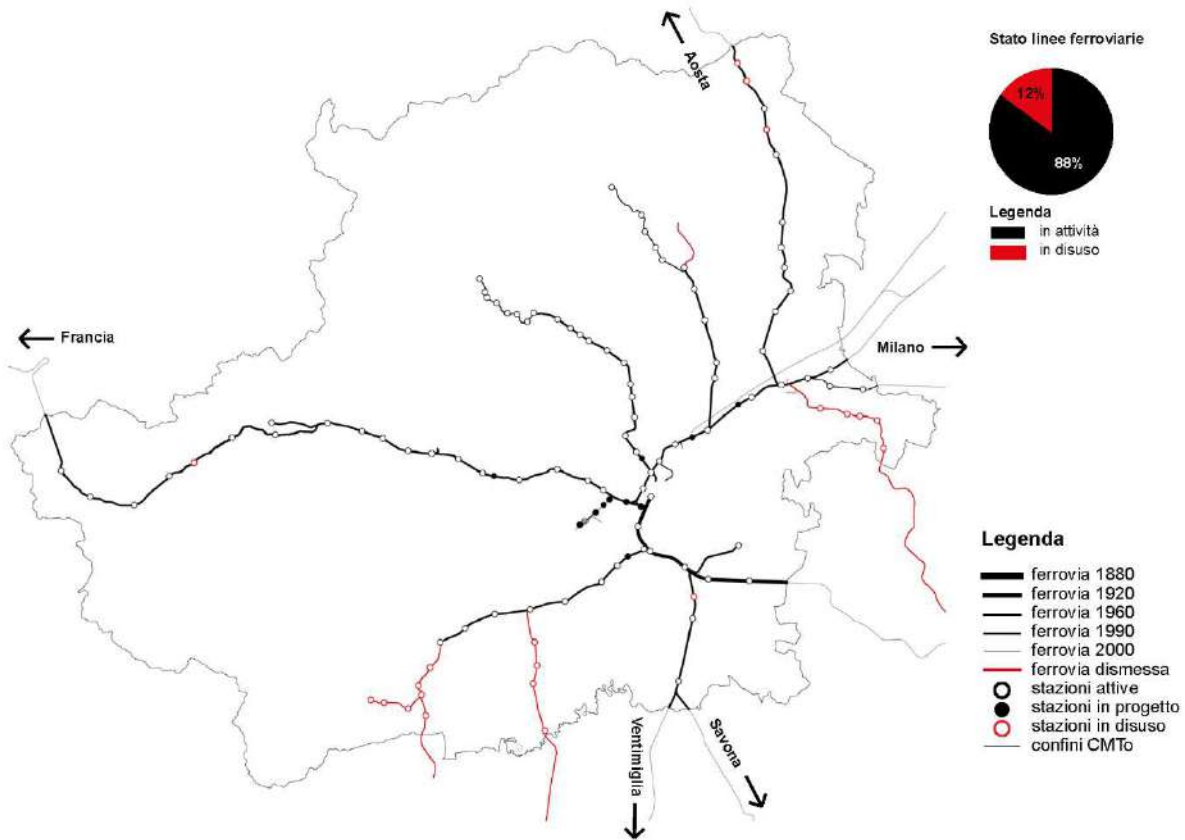 Aosta
Stato linee ferroviarie
12%
88%
Legenda
in attività
in disuso
Francia
Milano
Legenda
ferrovia 1880
ferrovia 1920
ferrovia 1960
ferrovia 1990
ferrovia 2000
ferrovia dismessa
stazioni attive
stazioni in progetto
stazioni in disuso
confini CMTo
Ventimiglia
Savona